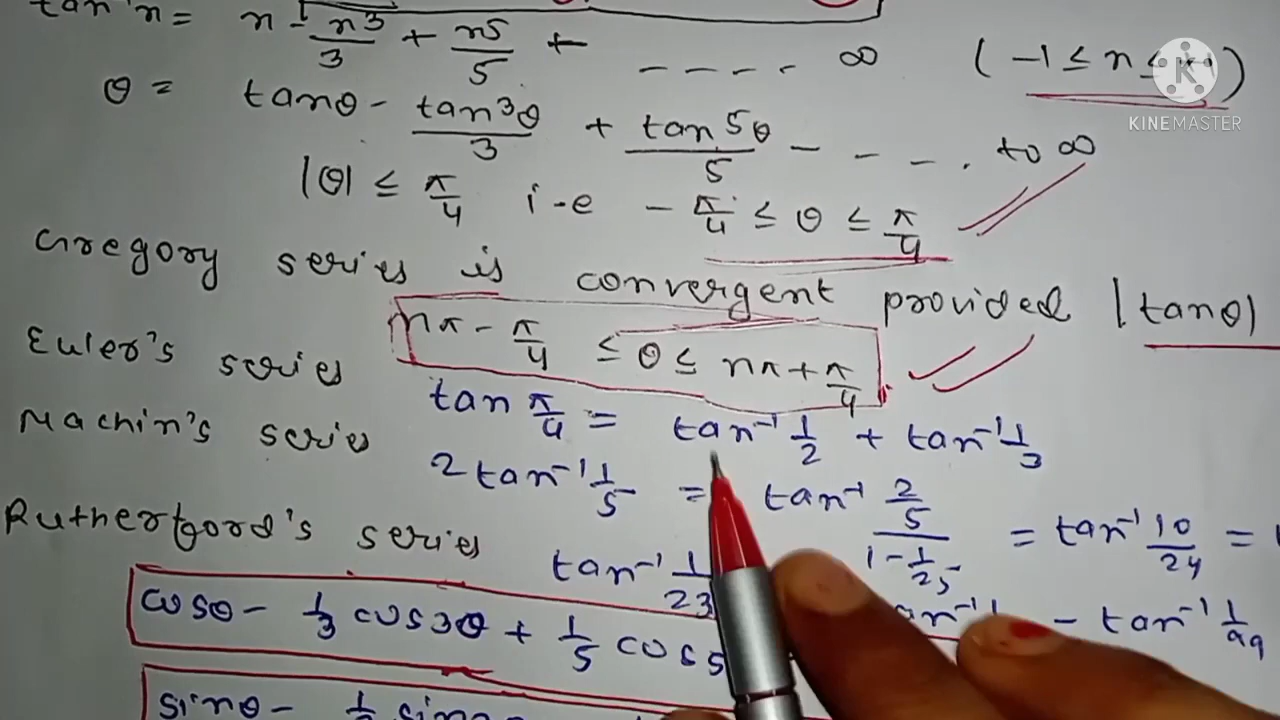 tan⁻¹x = x - x³/3 + x⁵/5 + - - - - ∞ (-1 ≤ x ≤
θ = tanθ - tan³θ/3 + tan⁵θ/5 - - - - . to ∞
|θ| ≤ π/4 i-e - π/4 ≤ θ ≤ π/4
Gregory series is convergent provided |tanθ|
nπ - π/4 ≤ θ ≤ nπ + π/4
Euler's series tan π/4 = tan⁻¹ 1/2 + tan⁻¹ 1/3
Machin's series 2tan⁻¹ 1/5 = tan⁻¹ 2/5 / 1 - 1/25 = tan⁻¹ 10/24 =
Rutherford's series tan⁻¹ 1/23 - tan⁻¹ 1/99
cosθ - 1/3 cos3θ + 1/5 cos5
sinθ -
KINEMASTER